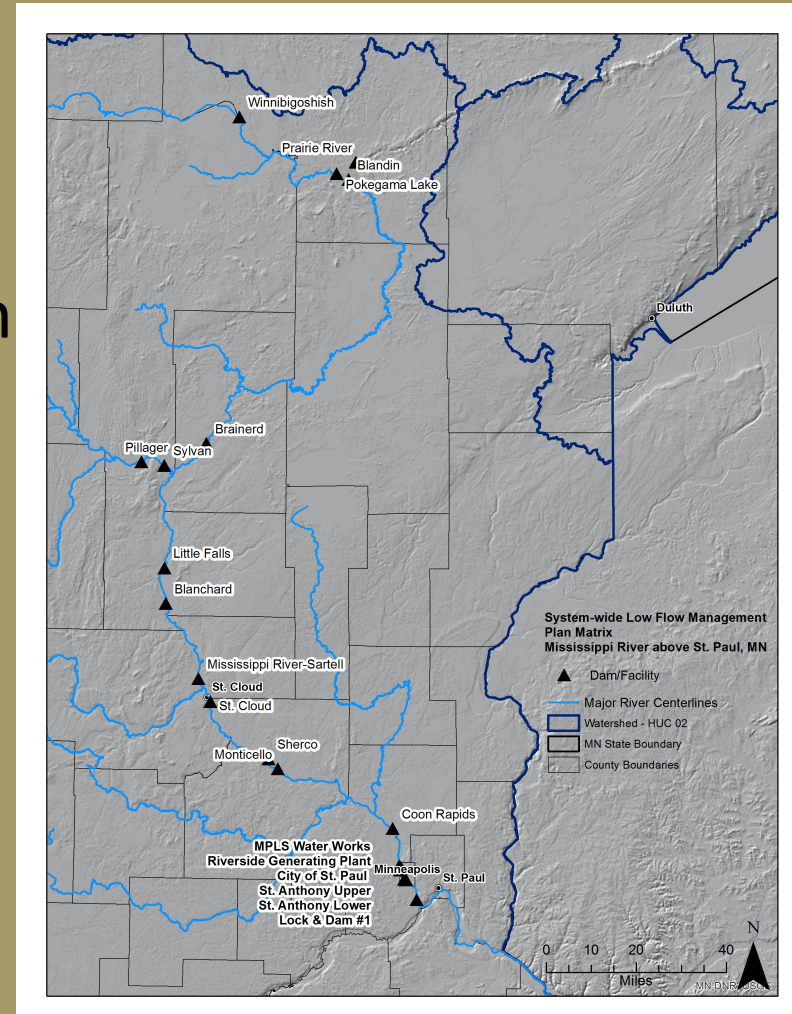 n
Winnibigoshish
Prairie River
Blandin
Pokegama Lake
Duluth
Brainerd
Pillager
Sylvan
Little Falls
Blanchard
System-wide Low Flow Management
Plan Matrix
Mississippi River above St. Paul, MN
Dam/Facility
Major River Centerlines
Watershed - HUC 02
MN State Boundary
County Boundaries
Mississippi River-Sartell
St. Cloud
St. Cloud
Sherco
Monticello
Coon Rapids
MPLS Water Works
Riverside Generating Plant
City of St. Paul
St. Anthony Upper
St. Anthony Lower
Lock & Dam #1
Minneapolis
St. Paul
N
0 10 20 40
Miles
MN DNR, USGS